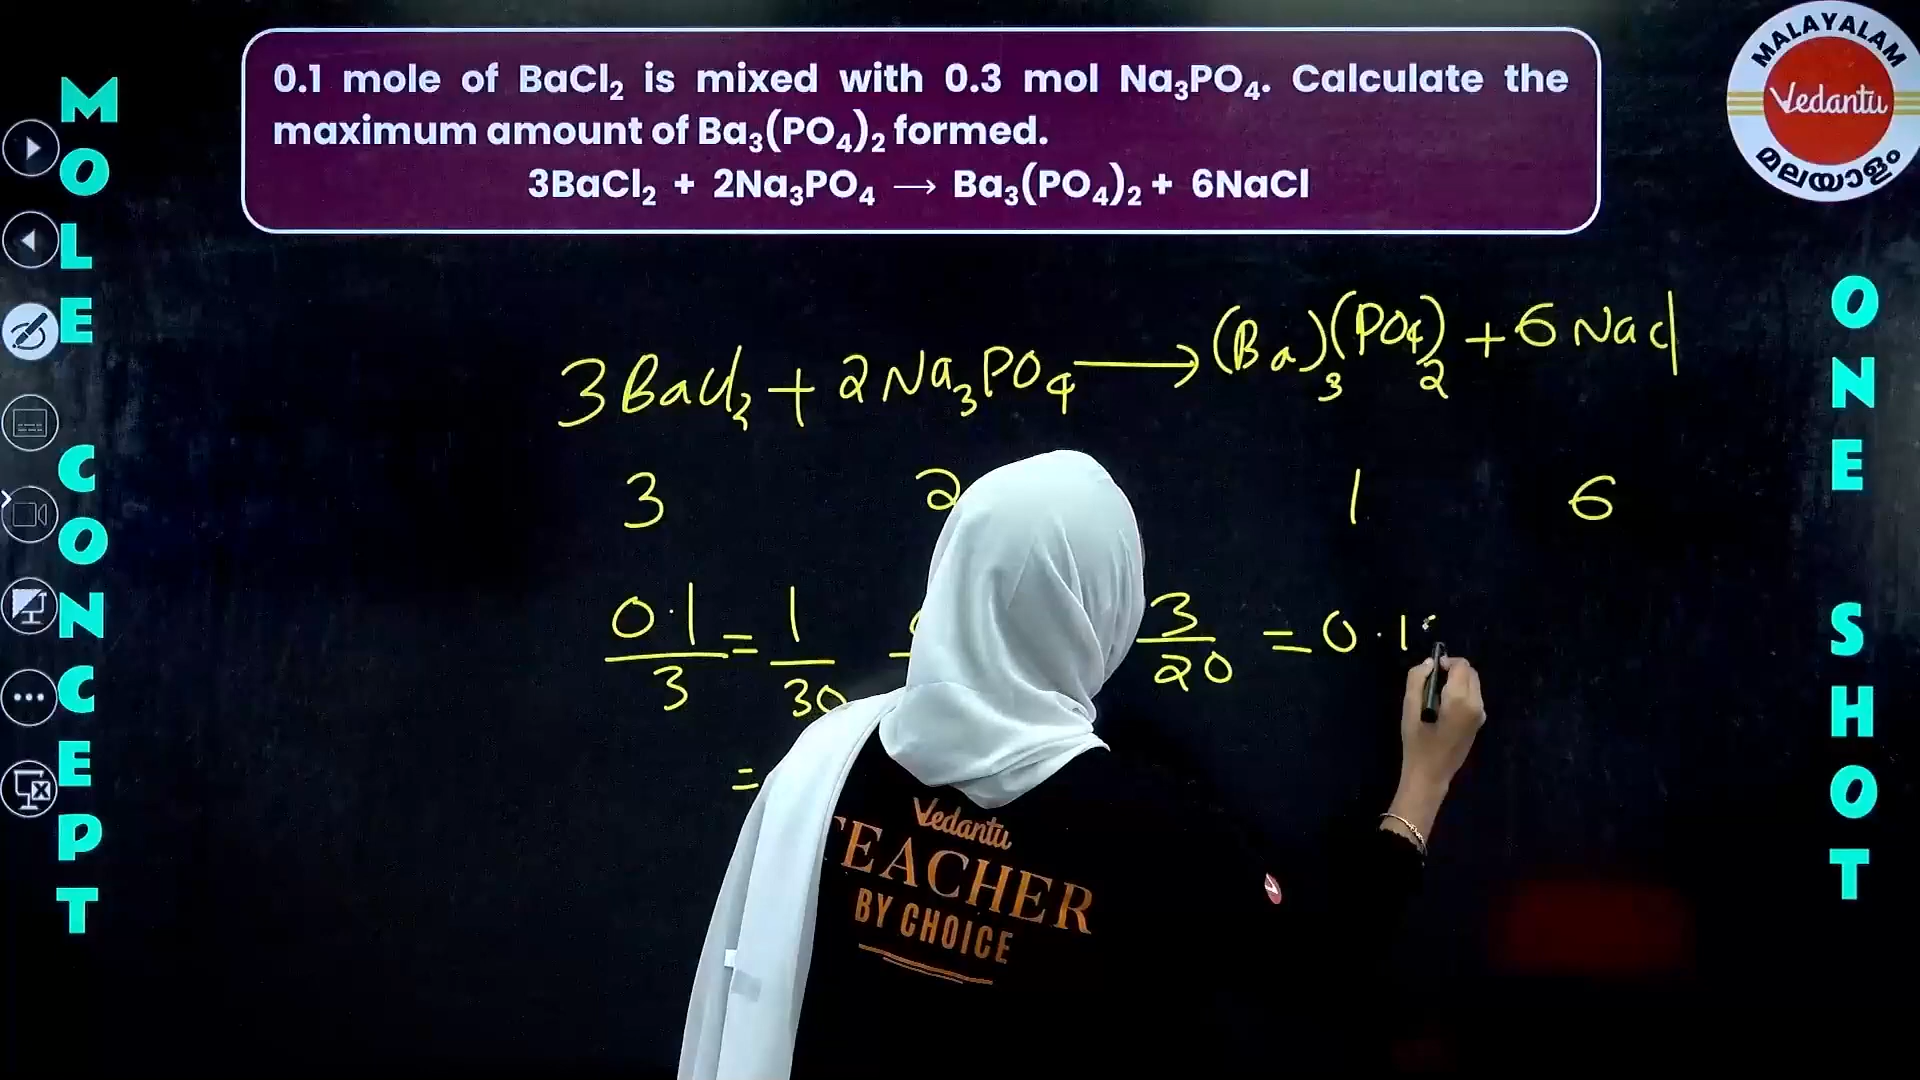 0.1 mole of BaCl₂ is mixed with 0.3 mol Na₃PO₄. Calculate the
maximum amount of Ba₃(PO₄)₂ formed.
3BaCl₂ + 2Na₃PO₄ → Ba₃(PO₄)₂ + 6NaCl
MALAYALAM
Vedantu
മലയാളം
MOLE CONCEPT
ONE SHOT
3BaCl₂ + 2Na₃PO₄ → (Ba)₃(PO₄)₂ + 6NaCl
3 2 1 6
0.1/3 = 1/30 3/20 = 0.1
=
Vedantu
TEACHER
BY CHOICE